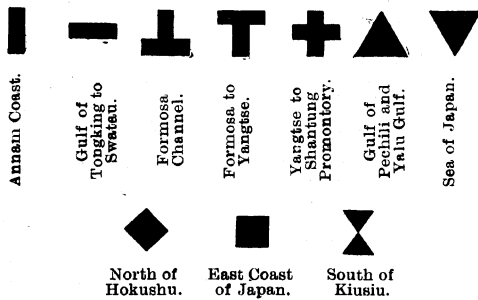 Annam Coast.
Gulf of
Tongking to
Swatau.
Formosa
Channel.
Formosa to
Yangtse.
Yangtse to
Shantung
Promontory.
Gulf of
Pechili and
Yalu Gulf.
Sea of Japan.
North of
Hokushu.
East Coast
of Japan.
South of
Kiusiu.